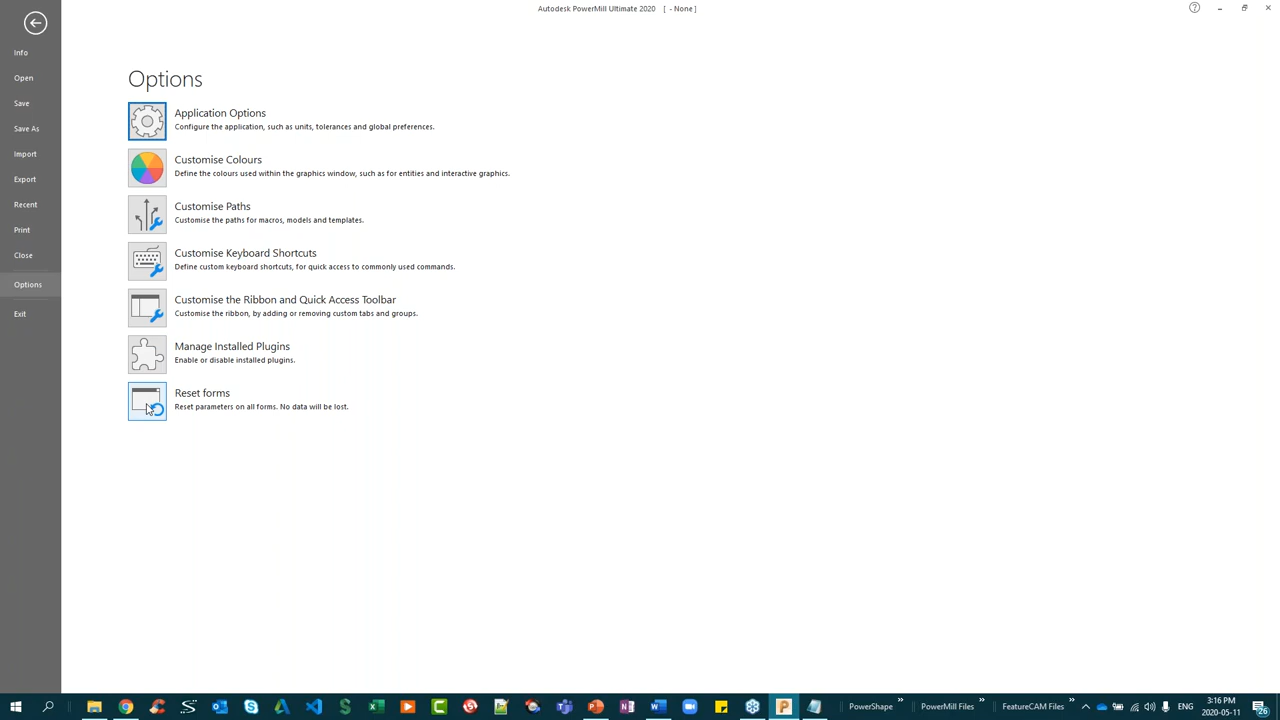 Autodesk PowerMill Ultimate 2020 [ - None ]
Info
Open
Save
Save As
Import
Export
Recent
Print
Close
Options
Exit
Options
Application Options
Configure the application, such as units, tolerances and global preferences.
Customise Colours
Define the colours used within the graphics window, such as for entities and interactive graphics.
Customise Paths
Customise the paths for macros, models and templates.
Customise Keyboard Shortcuts
Define custom keyboard shortcuts, for quick access to commonly used commands.
Customise the Ribbon and Quick Access Toolbar
Customise the ribbon, by adding or removing custom tabs and groups.
Manage Installed Plugins
Enable or disable installed plugins.
Reset forms
Reset parameters on all forms. No data will be lost.
PowerShape
PowerMill Files
FeatureCAM Files
ENG
3:16 PM
2020-05-11